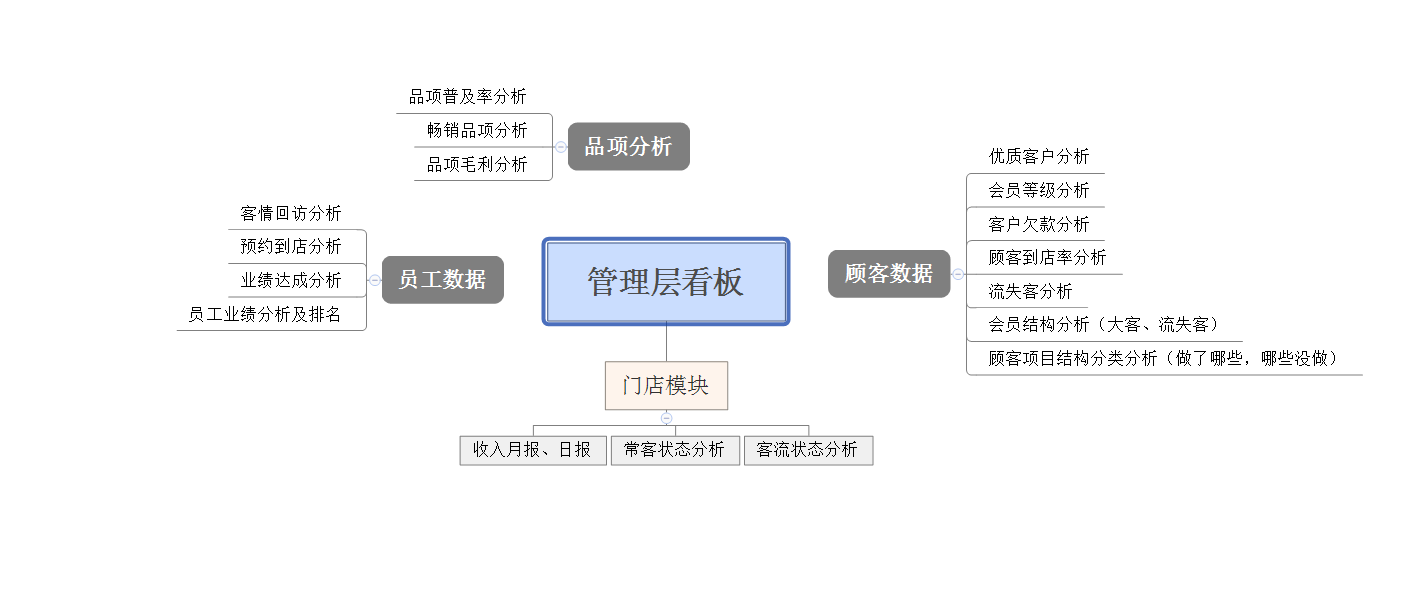 品项普及率分析
畅销品项分析
品项毛利分析
品项分析
客情回访分析
预约到店分析
业绩达成分析
员工业绩分析及排名
员工数据
管理层看板
顾客数据
优质客户分析
会员等级分析
客户欠款分析
顾客到店率分析
流失客分析
会员结构分析（大客、流失客）
顾客项目结构分类分析（做了哪些，哪些没做）
门店模块
收入月报、日报
常客状态分析
客流状态分析